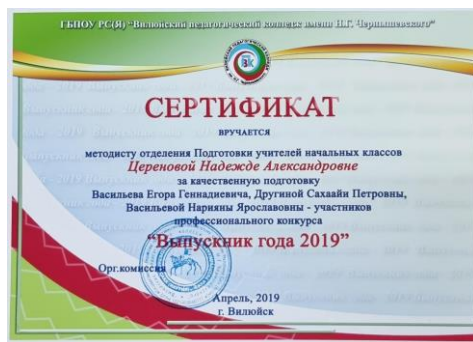 ГБПОУ РС(Я) "Вилюйский педагогический колледж имени Н.Г. Чернышевского"
СЕРТИФИКАТ
ВРУЧАЕТСЯ
методисту отделения Подготовки учителей начальных классов
Цереновой Надежде Александровне
за качественную подготовку
Васильева Егора Геннадиевича, Другиной Сахаайи Петровны,
Васильевой Нарияны Ярославовны - участников
профессионального конкурса
"Выпускник года 2019"
Орг.комиссия
Апрель, 2019
г. Вилюйск